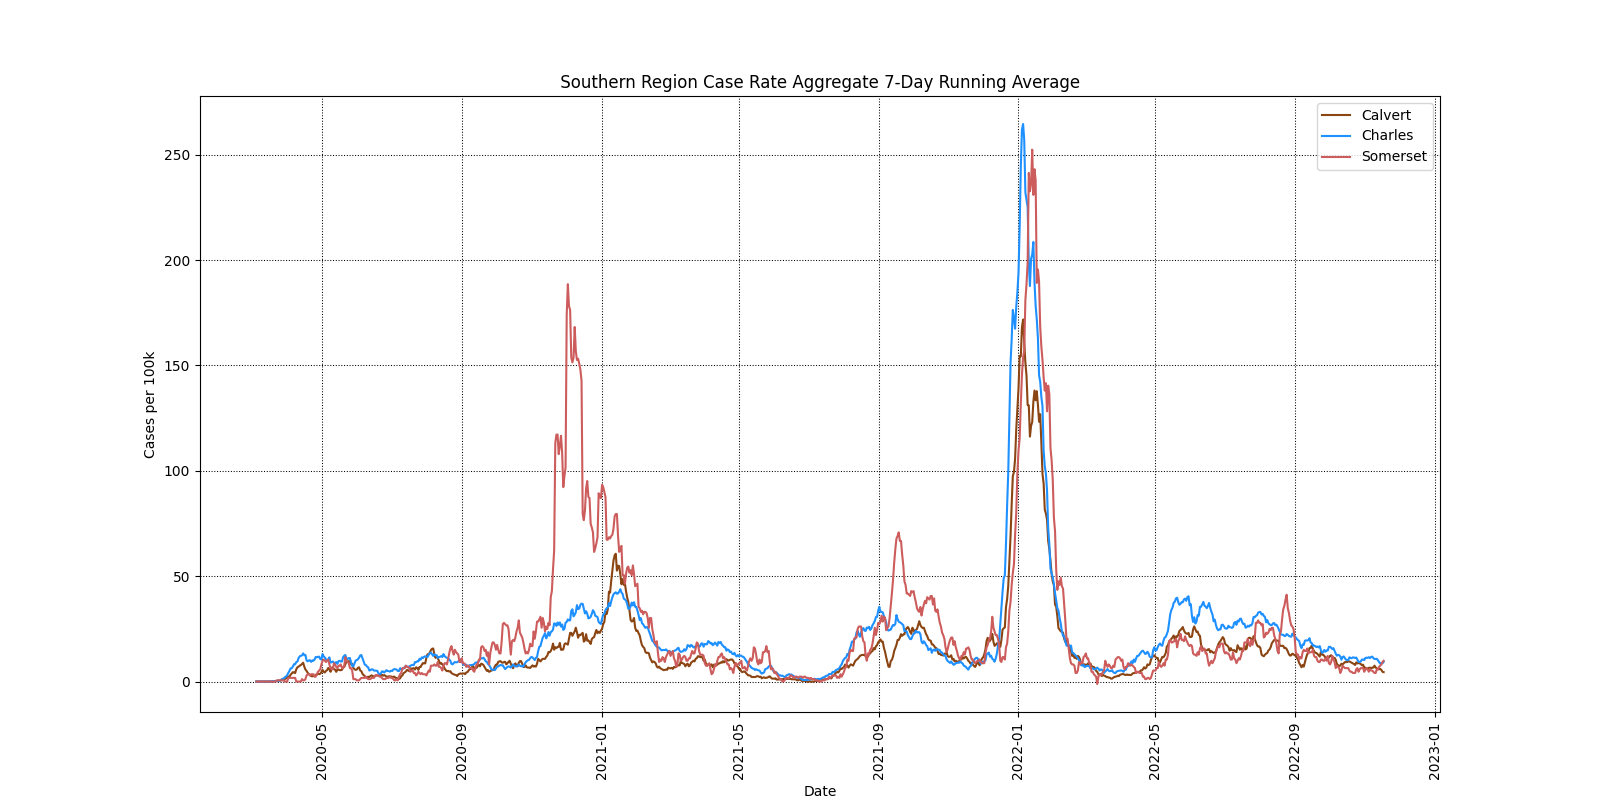 Southern Region Case Rate Aggregate 7-Day Running Average
Calvert
Charles
Somerset
250
200
150
100
50
0
Cases per 100k
2020-05
2020-09
2021-01
2021-05
2021-09
2022-01
2022-05
2022-09
2023-01
Date